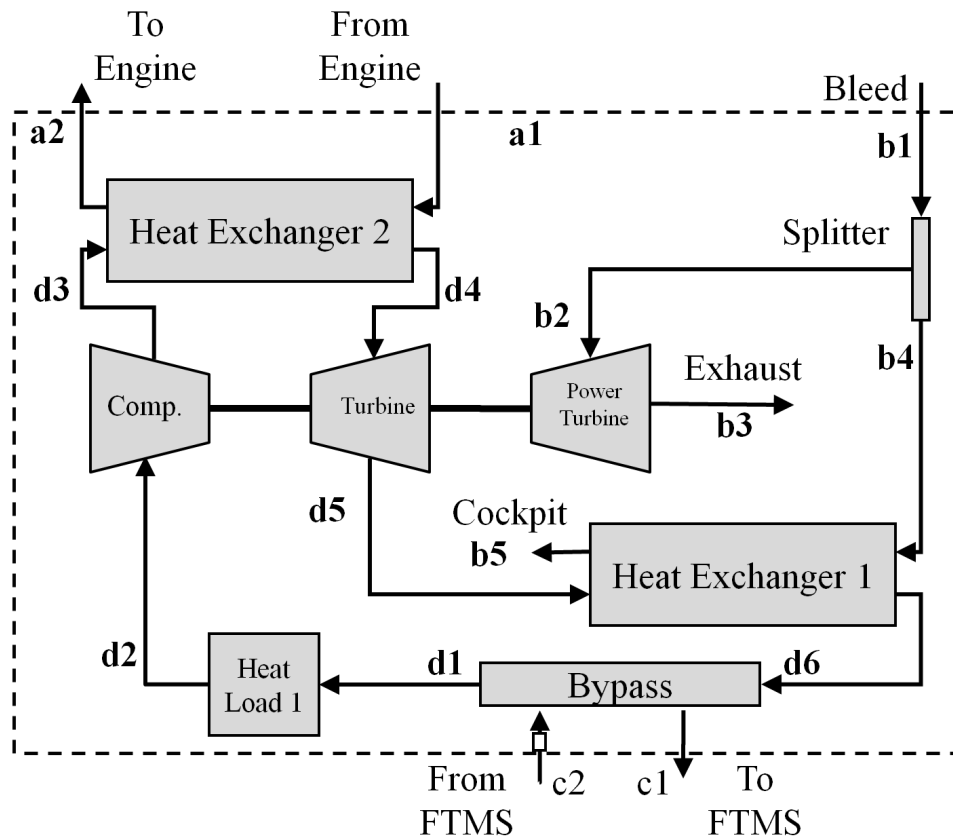 To
Engine
From
Engine
Bleed
a2
a1
b1
Heat Exchanger 2
Splitter
d3
d4
b2
b4
Comp.
Turbine
Power
Turbine
Exhaust
b3
d5
Cockpit
b5
Heat Exchanger 1
d2
Heat
Load 1
d1
Bypass
d6
From
FTMS
c2
c1
To
FTMS